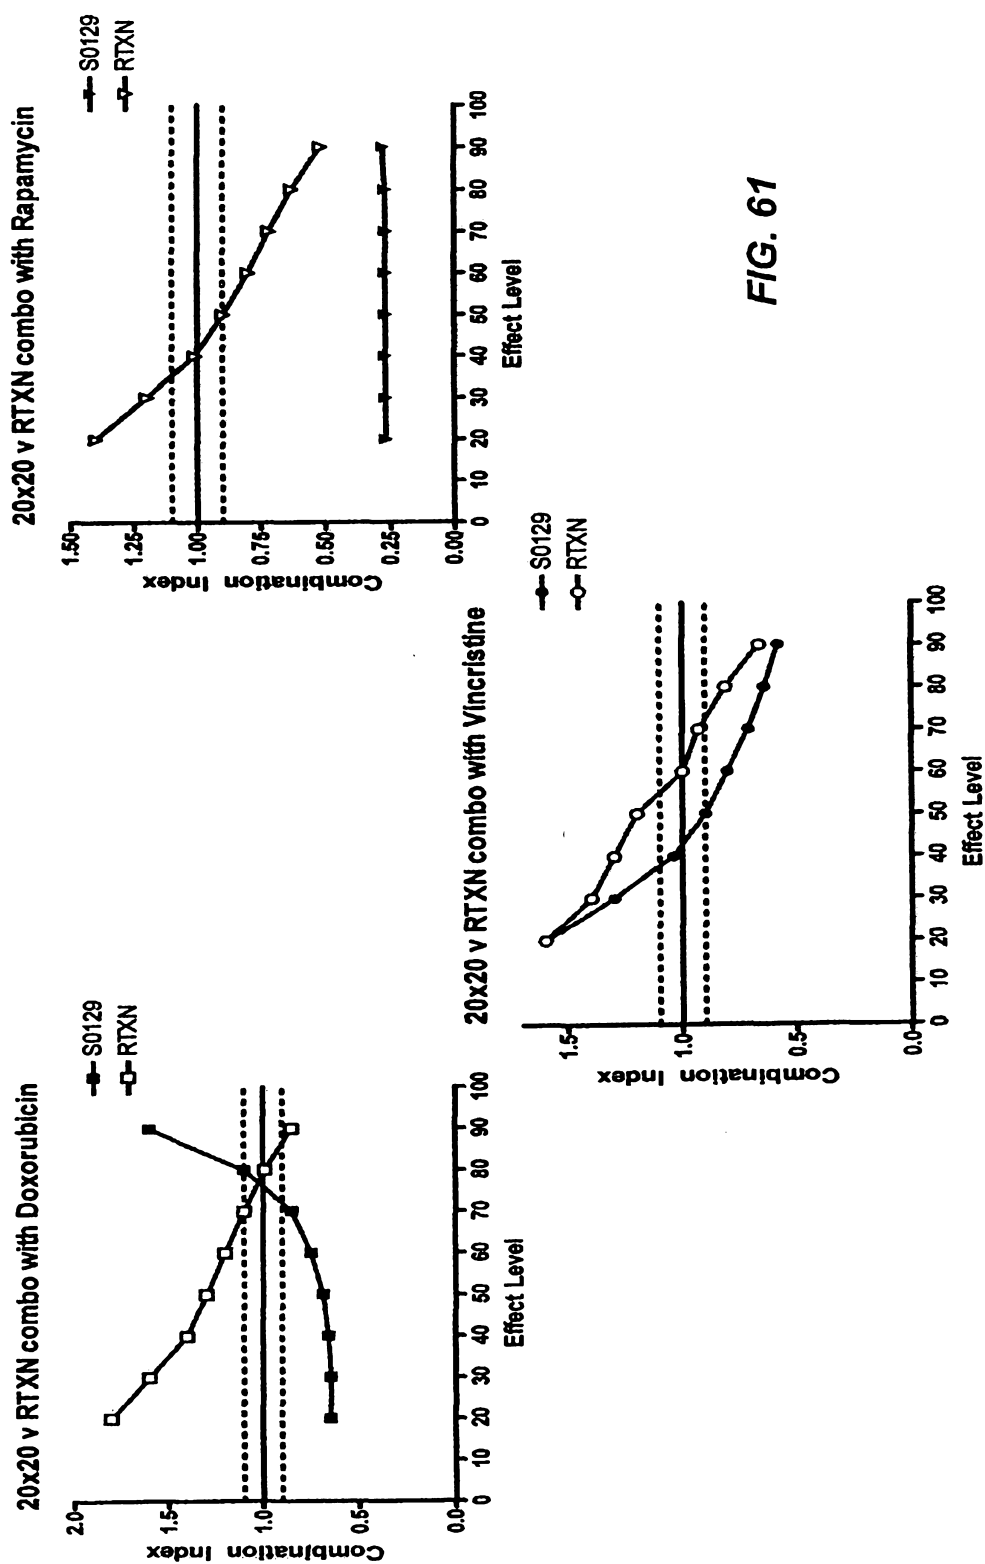 20x20 v RTXN combo with Doxorubicin
S0129
RTXN
2.0
1.5
1.0
0.5
0.0
Combination Index
0 10 20 30 40 50 60 70 80 90 100
Effect Level
20x20 v RTXN combo with Rapamycin
S0129
RTXN
1.50
1.25
1.00
0.75
0.50
0.25
0.00
Combination Index
0 10 20 30 40 50 60 70 80 90 100
Effect Level
20x20 v RTXN combo with Vincristine
S0129
RTXN
1.5
1.0
0.5
0.0
Combination Index
0 10 20 30 40 50 60 70 80 90 100
Effect Level
FIG. 61